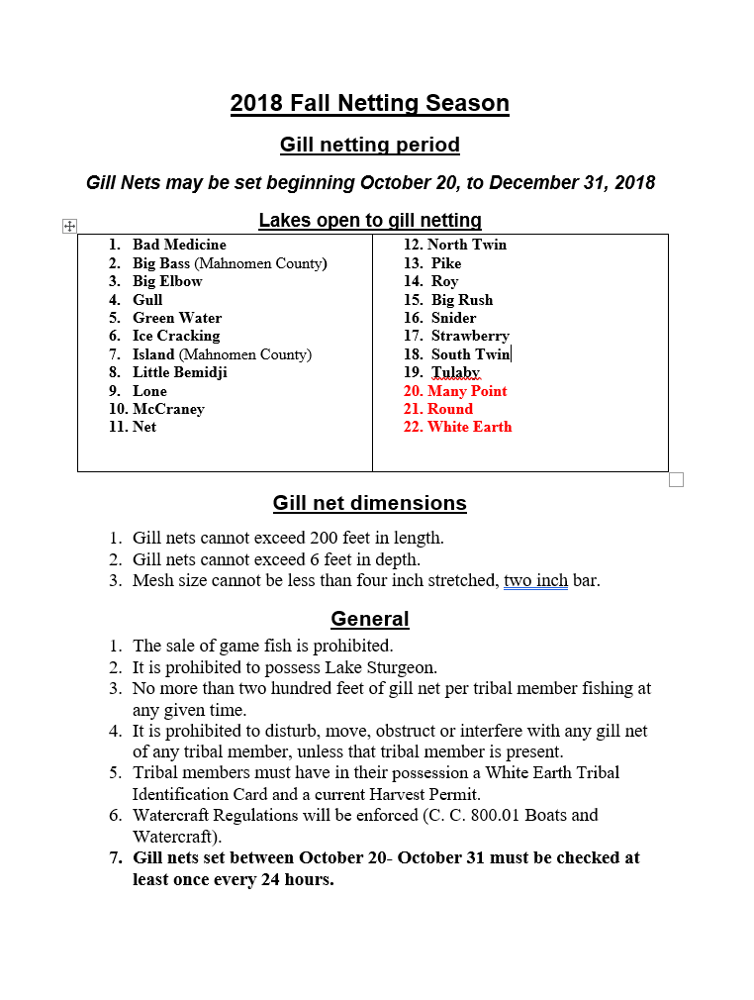 2018 Fall Netting Season
Gill netting period
Gill Nets may be set beginning October 20, to December 31, 2018
Lakes open to gill netting
1. Bad Medicine
2. Big Bass (Mahnomen County)
3. Big Elbow
4. Gull
5. Green Water
6. Ice Cracking
7. Island (Mahnomen County)
8. Little Bemidji
9. Lone
10. McCraney
11. Net
12. North Twin
13. Pike
14. Roy
15. Big Rush
16. Snider
17. Strawberry
18. South Twin
19. Tulaby
20. Many Point
21. Round
22. White Earth
Gill net dimensions
1. Gill nets cannot exceed 200 feet in length.
2. Gill nets cannot exceed 6 feet in depth.
3. Mesh size cannot be less than four inch stretched, two inch bar.
General
1. The sale of game fish is prohibited.
2. It is prohibited to possess Lake Sturgeon.
3. No more than two hundred feet of gill net per tribal member fishing at
any given time.
4. It is prohibited to disturb, move, obstruct or interfere with any gill net
of any tribal member, unless that tribal member is present.
5. Tribal members must have in their possession a White Earth Tribal
Identification Card and a current Harvest Permit.
6. Watercraft Regulations will be enforced (C. C. 800.01 Boats and
Watercraft).
7. Gill nets set between October 20- October 31 must be checked at
least once every 24 hours.